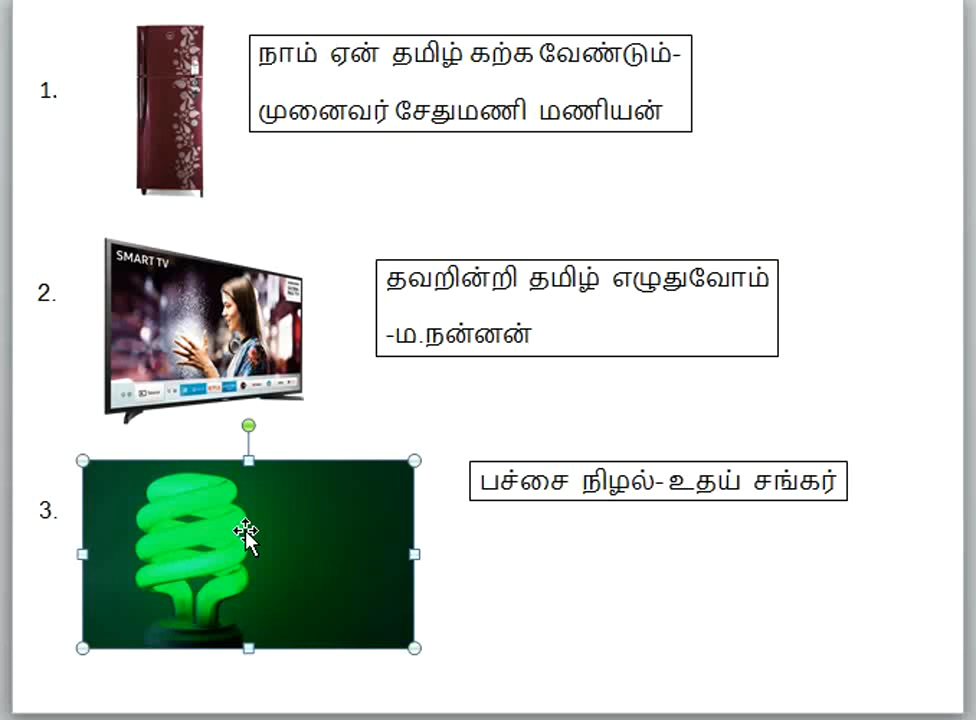 1.
நாம் ஏன் தமிழ் கற்க வேண்டும்-
முனைவர் சேதுமணி மணியன்
2.
SMART TV
தவறின்றி தமிழ் எழுதுவோம்
-ம.நன்னன்
3.
பச்சை நிழல்- உதய் சங்கர்